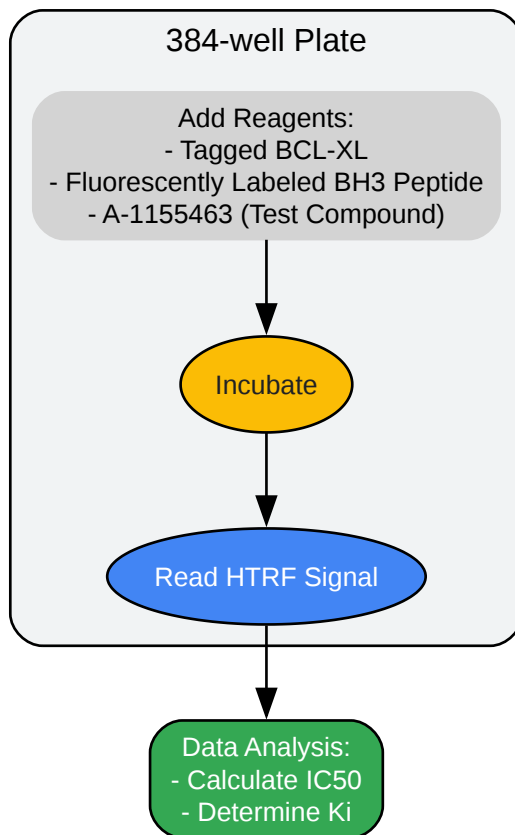 384-well Plate
Add Reagents:
- Tagged BCL-XL
- Fluorescently Labeled BH3 Peptide
- A-1155463 (Test Compound)
Incubate
Read HTRF Signal
Data Analysis:
- Calculate IC50
- Determine Ki